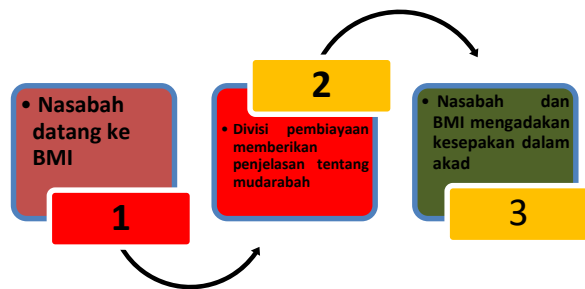 • Nasabah
datang ke
BMI
1
2
• Divisi pembiayaan
memberikan
penjelasan tentang
mudarabah
• Nasabah dan
BMI mengadakan
kesepakan dalam
akad
3